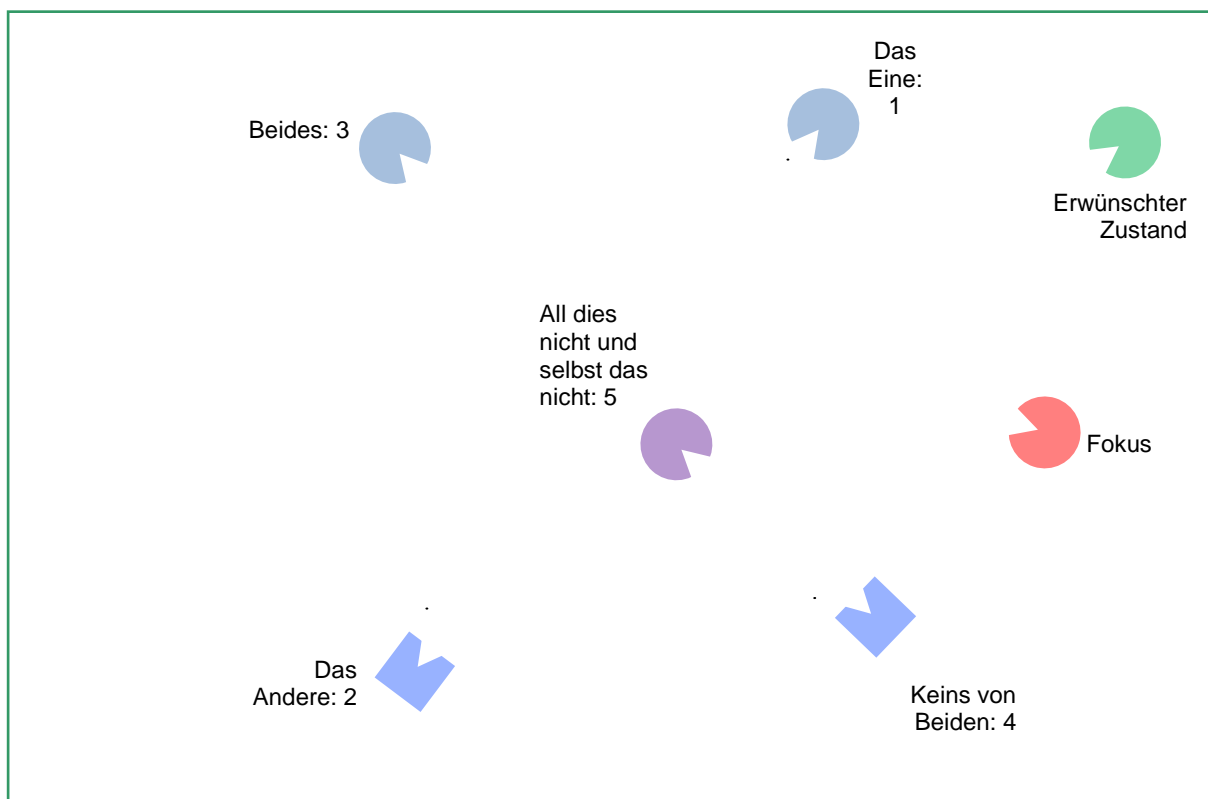 Das
Eine:
1
Beides: 3
Erwünschter
Zustand
All dies
nicht und
selbst das
nicht: 5
Fokus
Das
Andere: 2
Keins von
Beiden: 4